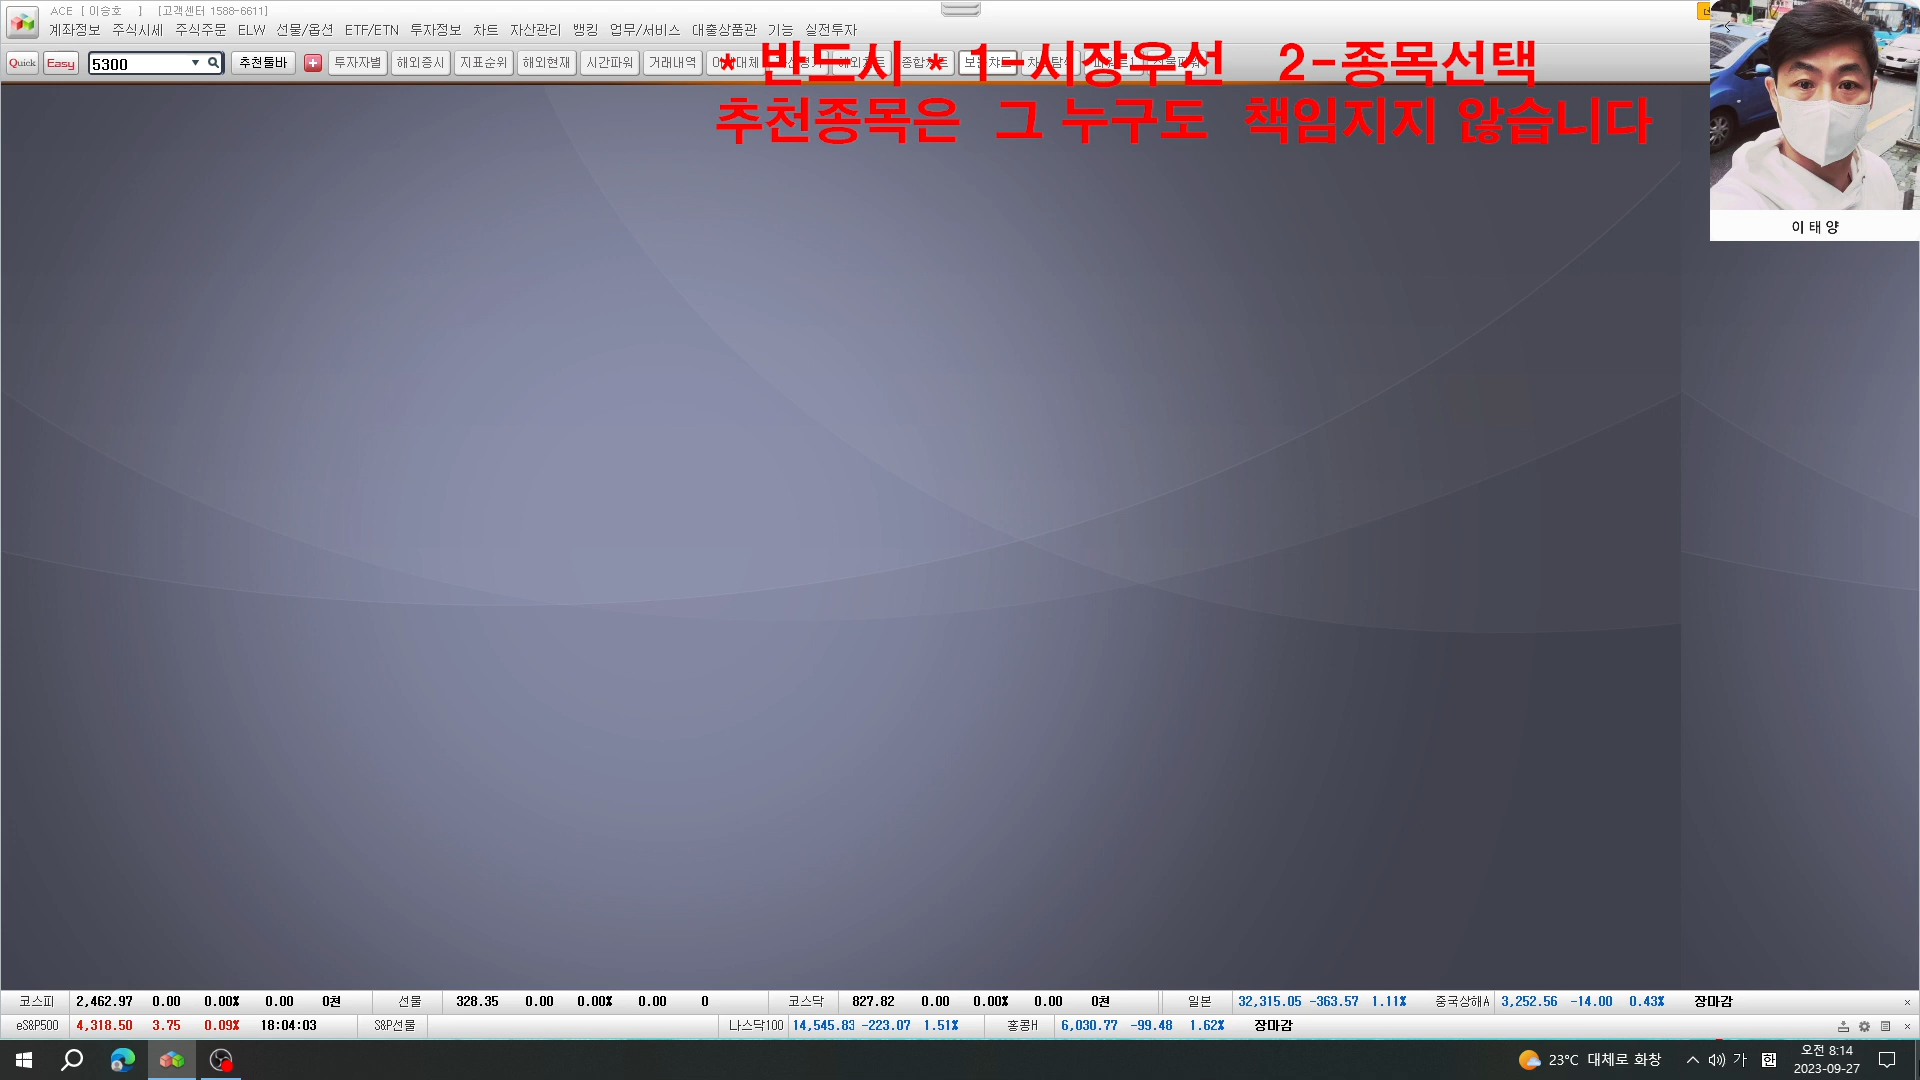 ACE [ 이승호 ] [고객센터 1588-6611]
계좌정보 주식시세 주식주문 ELW 선물/옵션 ETF/ETN 투자정보 차트 자산관리 뱅킹 업무/서비스 대출상품관 기능 실전투자
Quick Easy 5300 추천툴바 투자자별 해외증시 지표순위 해외현재 시간파워 거래내역
* 반드시 * 1-시장우선 2-종목선택
추천종목은 그 누구도 책임지지 않습니다
이 태 양
코스피 2,462.97 0.00 0.00% 0.00 0천 선물 328.35 0.00 0.00% 0.00 0 코스닥 827.82 0.00 0.00% 0.00 0천 일본 32,315.05 -363.57 1.11% 중국상해A 3,252.56 -14.00 0.43% 장마감
eS&P500 4,318.50 3.75 0.09% 18:04:03 S&P선물 나스닥100 14,545.83 -223.07 1.51% 홍콩H 6,030.77 -99.48 1.62% 장마감
23°C 대체로 화창 가 한 오전 8:14
2023-09-27